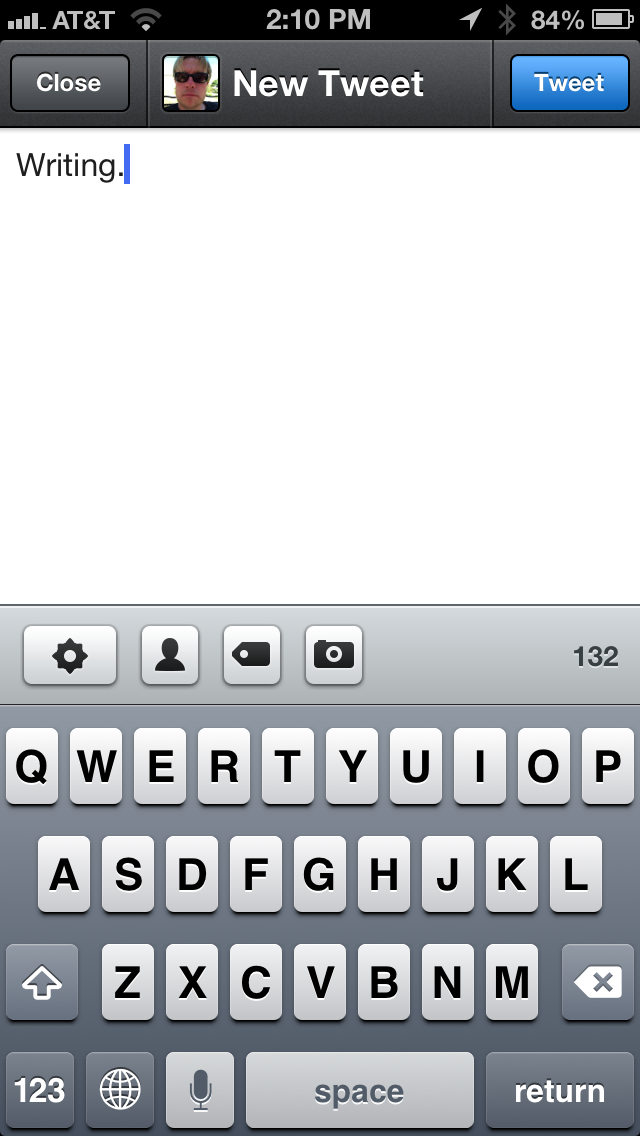 AT&T 2:10 PM 84%
Close New Tweet Tweet
Writing.
132
Q W E R T Y U I O P
A S D F G H J K L
Z X C V B N M
123 space return